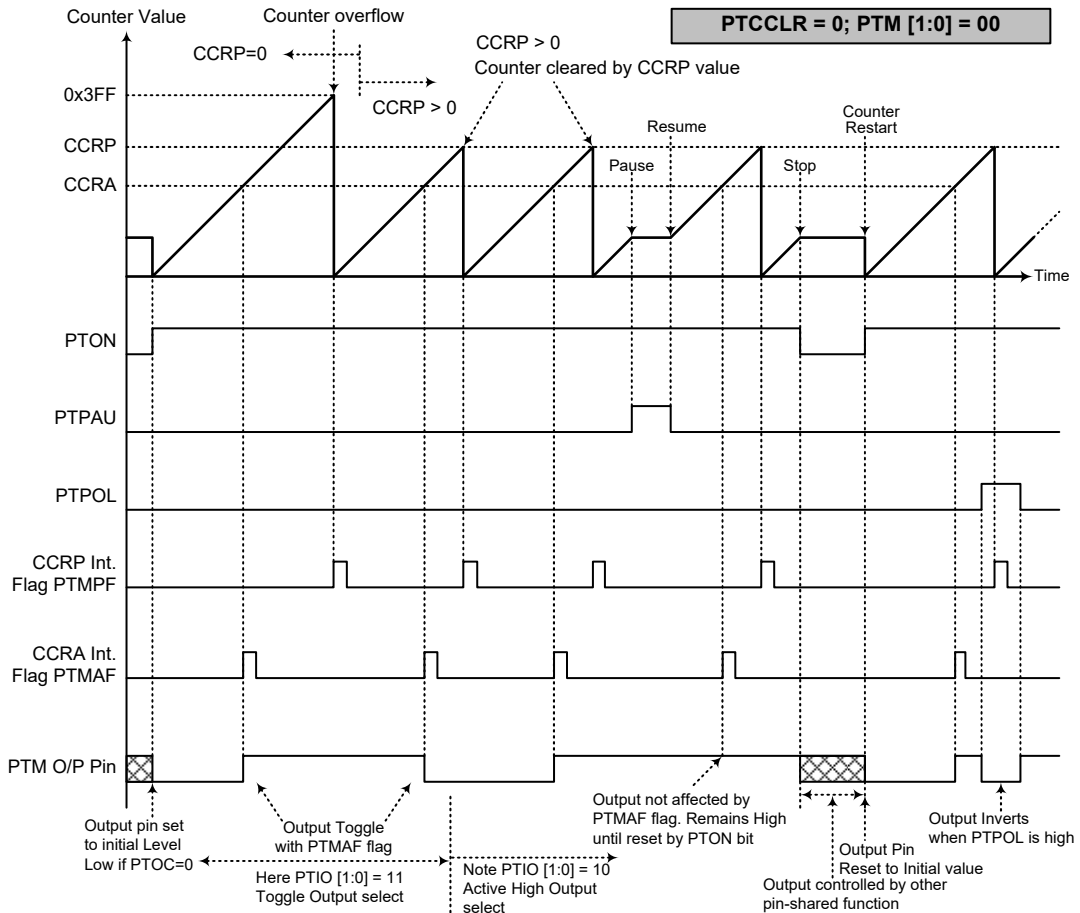 Counter Value
Counter overflow
PTCCLR = 0; PTM [1:0] = 00
CCRP=0
CCRP > 0
CCRP > 0
Counter cleared by CCRP value
0x3FF
CCRP
CCRA
Pause
Resume
Stop
Counter
Restart
Time
PTON
PTPAU
PTPOL
CCRP Int.
Flag PTMPF
CCRA Int.
Flag PTMAF
PTM O/P Pin
Output pin set
to initial Level
Low if PTOC=0
Output Toggle
with PTMAF flag
Here PTIO [1:0] = 11
Toggle Output select
Note PTIO [1:0] = 10
Active High Output
select
Output not affected by
PTMAF flag. Remains High
until reset by PTON bit
Output Pin
Reset to Initial value
Output controlled by other
pin-shared function
Output Inverts
when PTPOL is high